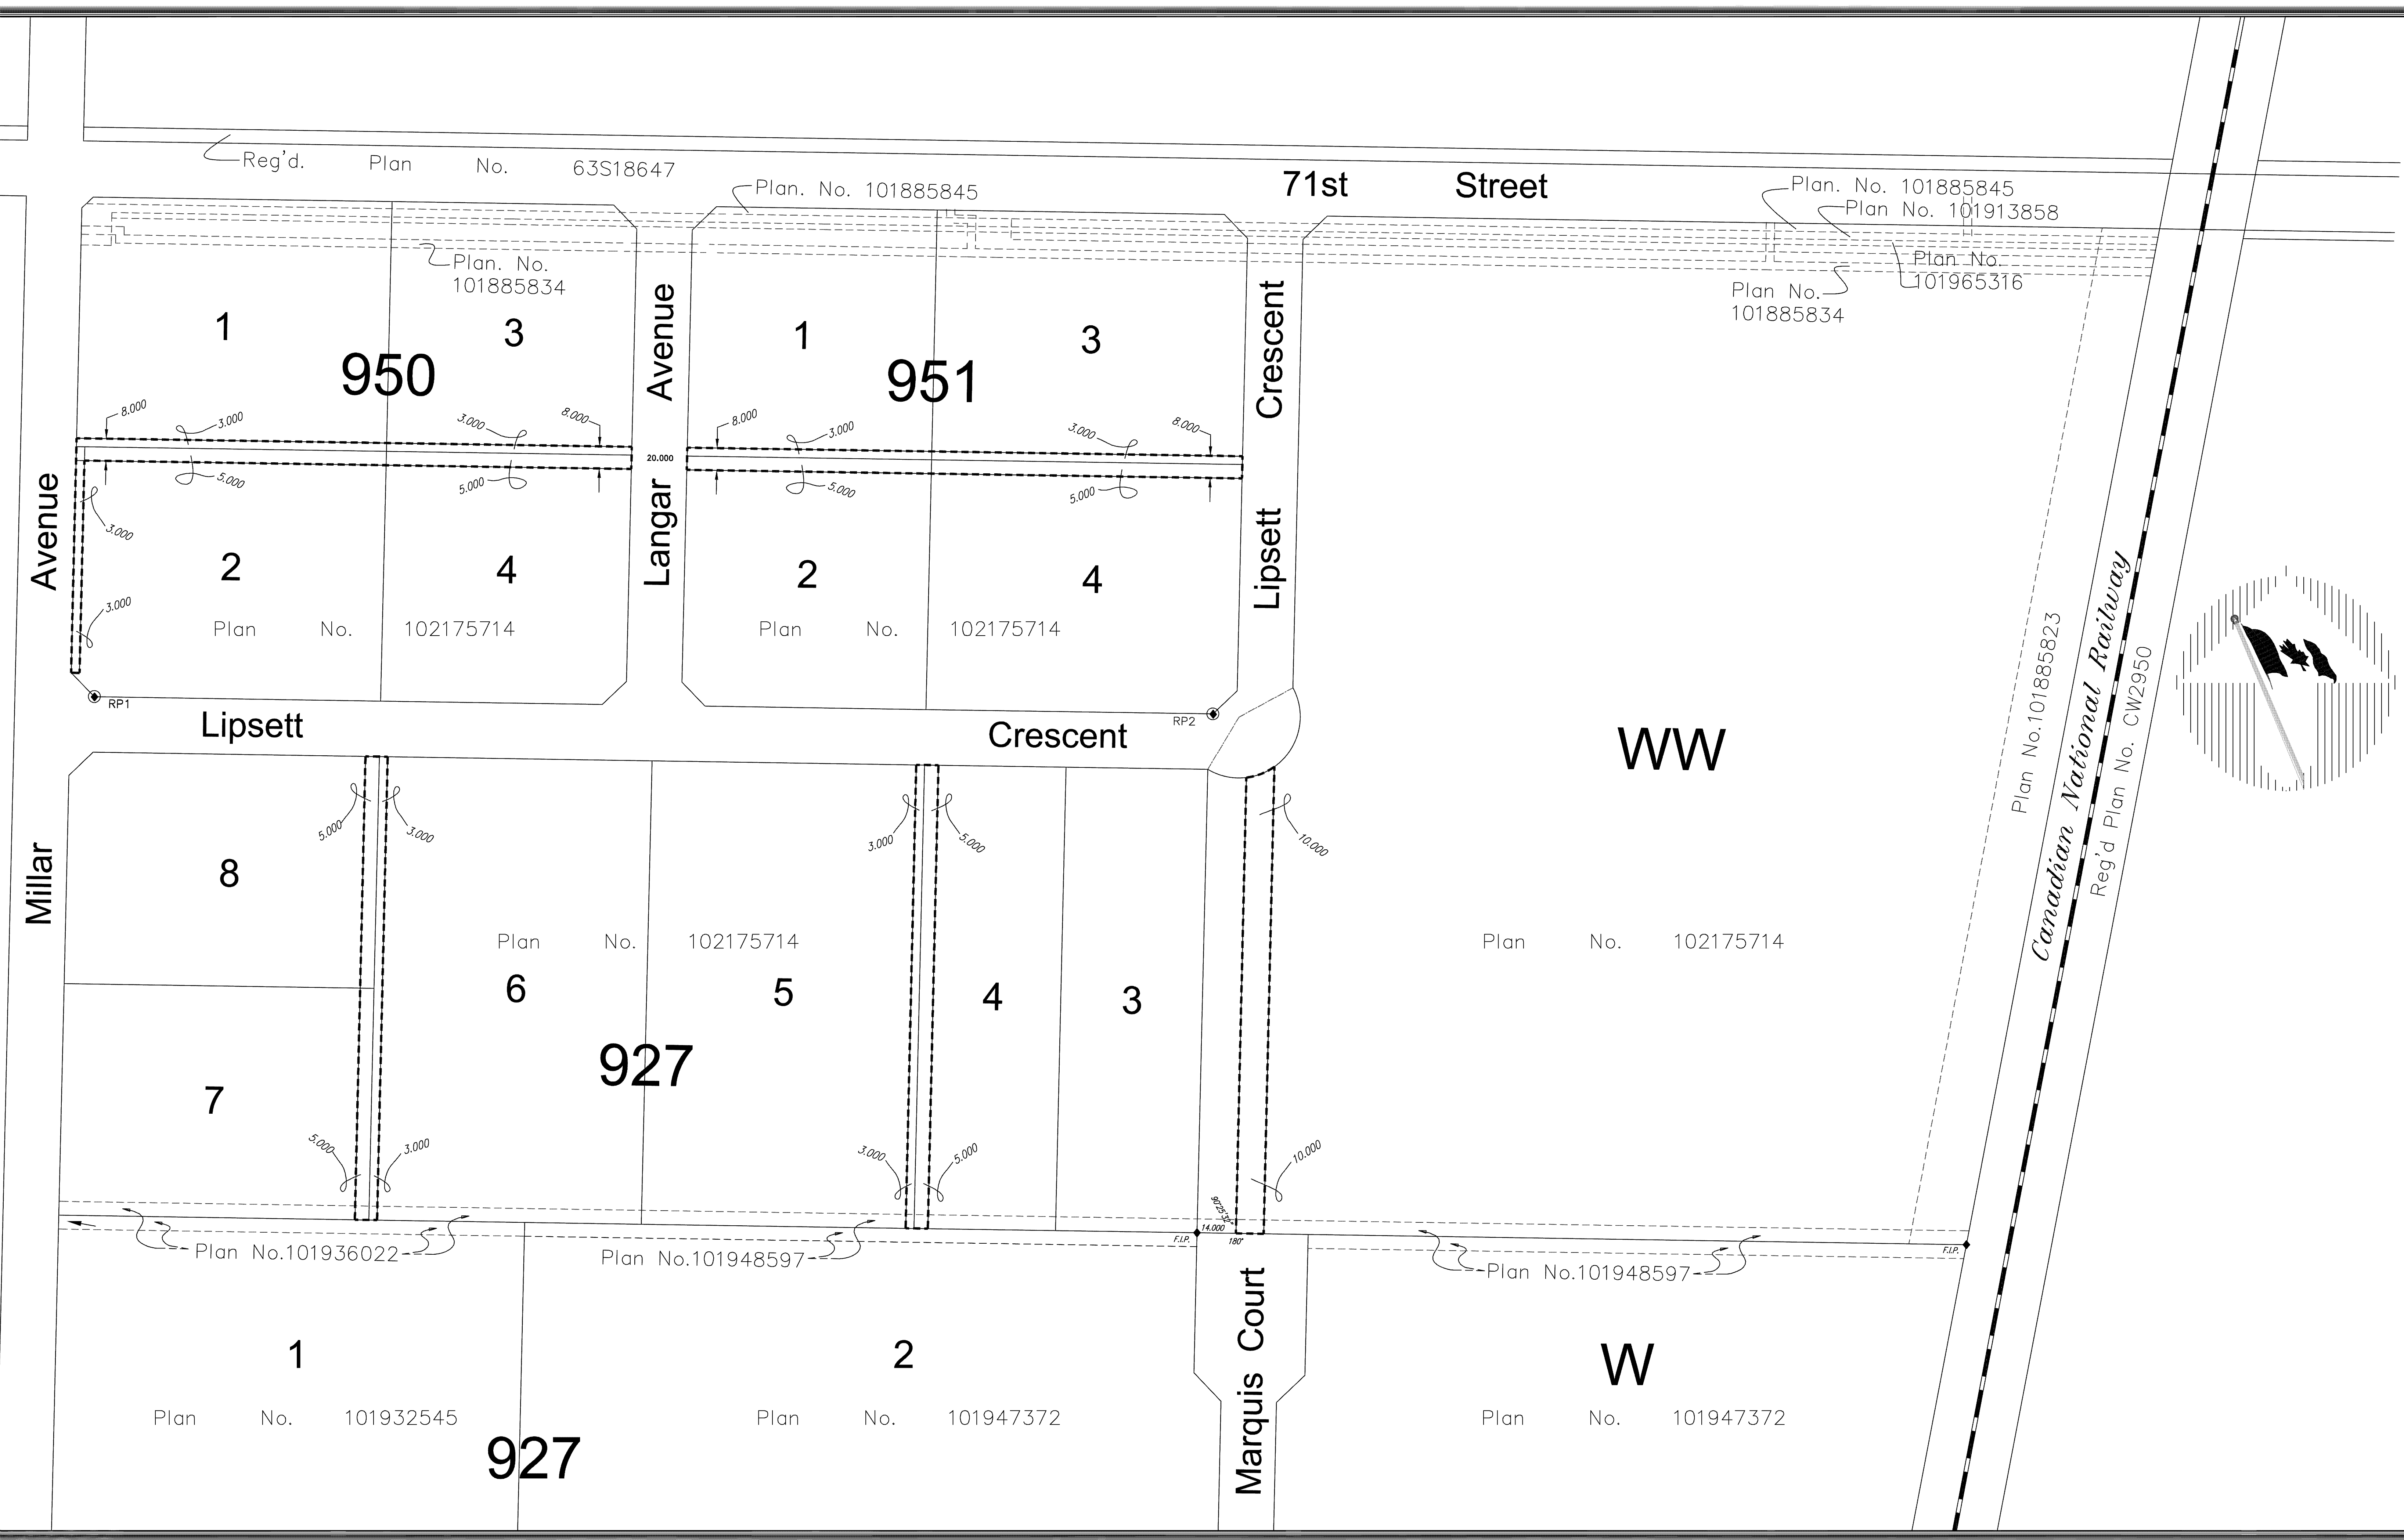 Reg'd. Plan No. 63S18647
71st Street
Plan. No. 101885845
Plan. No. 101885845
Plan No. 101913858
Plan. No.
101885834
Plan No.
101965316
Plan No.
101885834
1
3
950
1
3
951
Langar Avenue
Lipsett Crescent
8.000
3.000
3.000
8.000
5.000
5.000
20.000
8.000
3.000
3.000
8.000
5.000
5.000
Millar Avenue
3.000
3.000
2
4
Plan No. 102175714
2
4
Plan No. 102175714
RP1
RP2
Lipsett Crescent
WW
Plan No. 102175714
Plan No.101885823
Canadian National Railway
Reg'd Plan No. CW2950
5.000
3.000
3.000
5.000
10.000
8
Plan No. 102175714
6
5
4
3
927
7
5.000
3.000
3.000
5.000
10.000
90°25'32"
14.000
F.I.P.
180°
F.I.P.
Plan No.101936022
Plan No.101948597
Plan No.101948597
1
2
W
Marquis Court
Plan No. 101932545
Plan No. 101947372
Plan No. 101947372
927